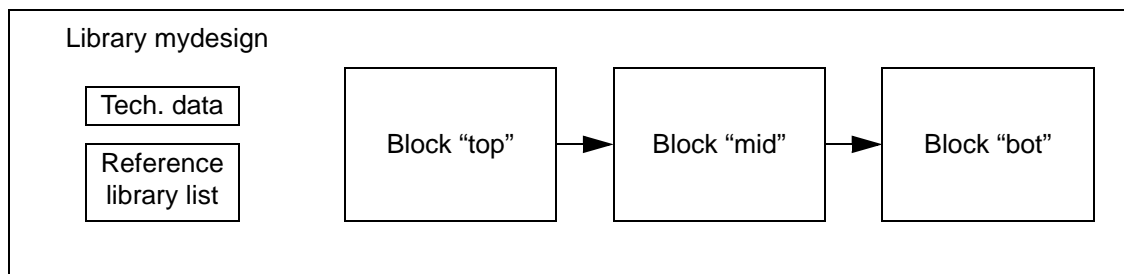 Library mydesign
Tech. data
Reference
library list
Block “top”
Block “mid”
Block “bot”